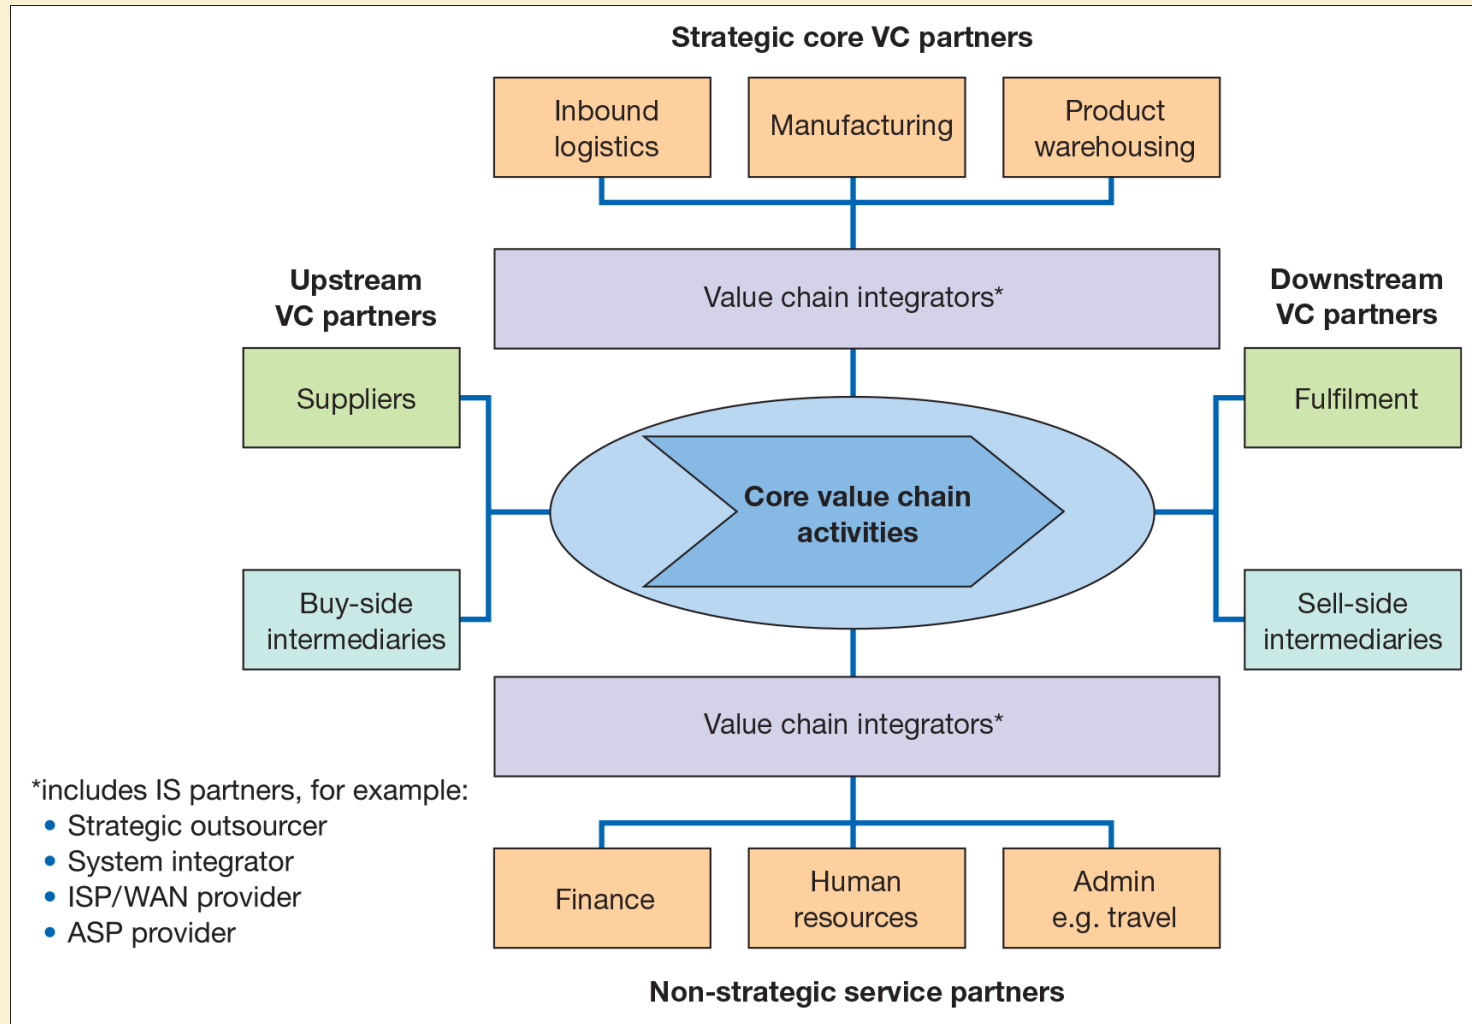 Strategic core VC partners
Inbound
logistics
Manufacturing
Product
warehousing
Value chain integrators*
Upstream
VC partners
Downstream
VC partners
Suppliers
Fulfilment
Core value chain
activities
Buy-side
intermediaries
Sell-side
intermediaries
Value chain integrators*
*includes IS partners, for example:
• Strategic outsourcer
• System integrator
• ISP/WAN provider
• ASP provider
Finance
Human
resources
Admin
e.g. travel
Non-strategic service partners